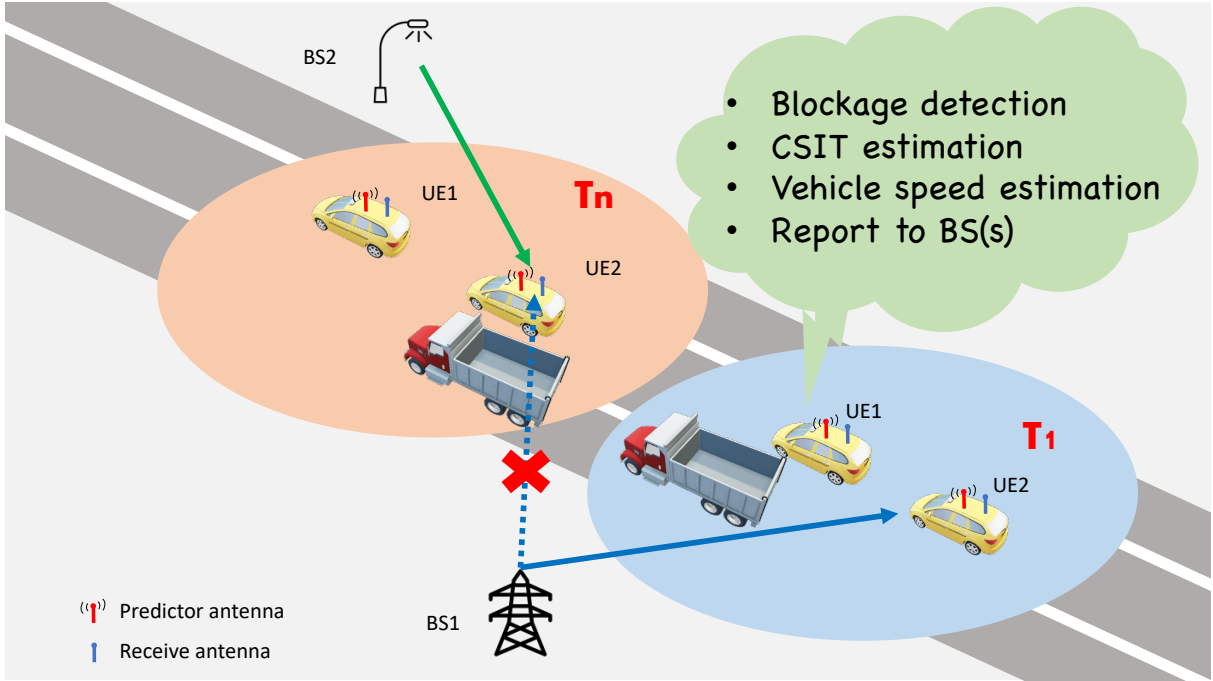 BS2
• Blockage detection
• CSIT estimation
• Vehicle speed estimation
• Report to BS(s)
Tn
UE1
UE2
UE1
T1
UE2
BS1
Predictor antenna
Receive antenna